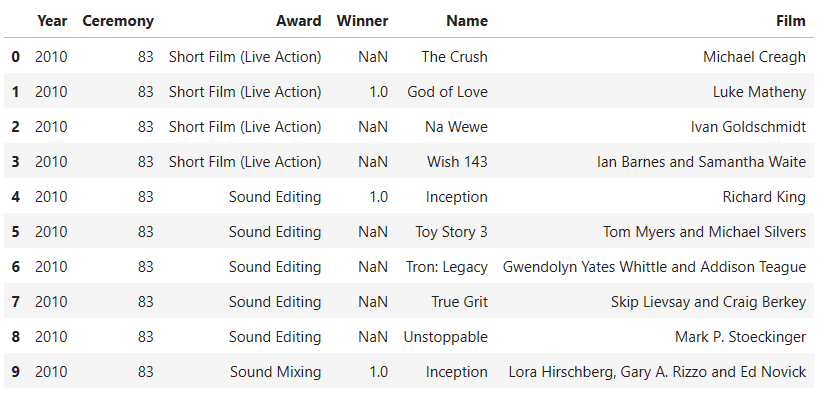 Year Ceremony Award Winner Name Film
0 2010 83 Short Film (Live Action) NaN The Crush Michael Creagh
1 2010 83 Short Film (Live Action) 1.0 God of Love Luke Matheny
2 2010 83 Short Film (Live Action) NaN Na Wewe Ivan Goldschmidt
3 2010 83 Short Film (Live Action) NaN Wish 143 Ian Barnes and Samantha Waite
4 2010 83 Sound Editing 1.0 Inception Richard King
5 2010 83 Sound Editing NaN Toy Story 3 Tom Myers and Michael Silvers
6 2010 83 Sound Editing NaN Tron: Legacy Gwendolyn Yates Whittle and Addison Teague
7 2010 83 Sound Editing NaN True Grit Skip Lievsay and Craig Berkey
8 2010 83 Sound Editing NaN Unstoppable Mark P. Stoeckinger
9 2010 83 Sound Mixing 1.0 Inception Lora Hirschberg, Gary A. Rizzo and Ed Novick